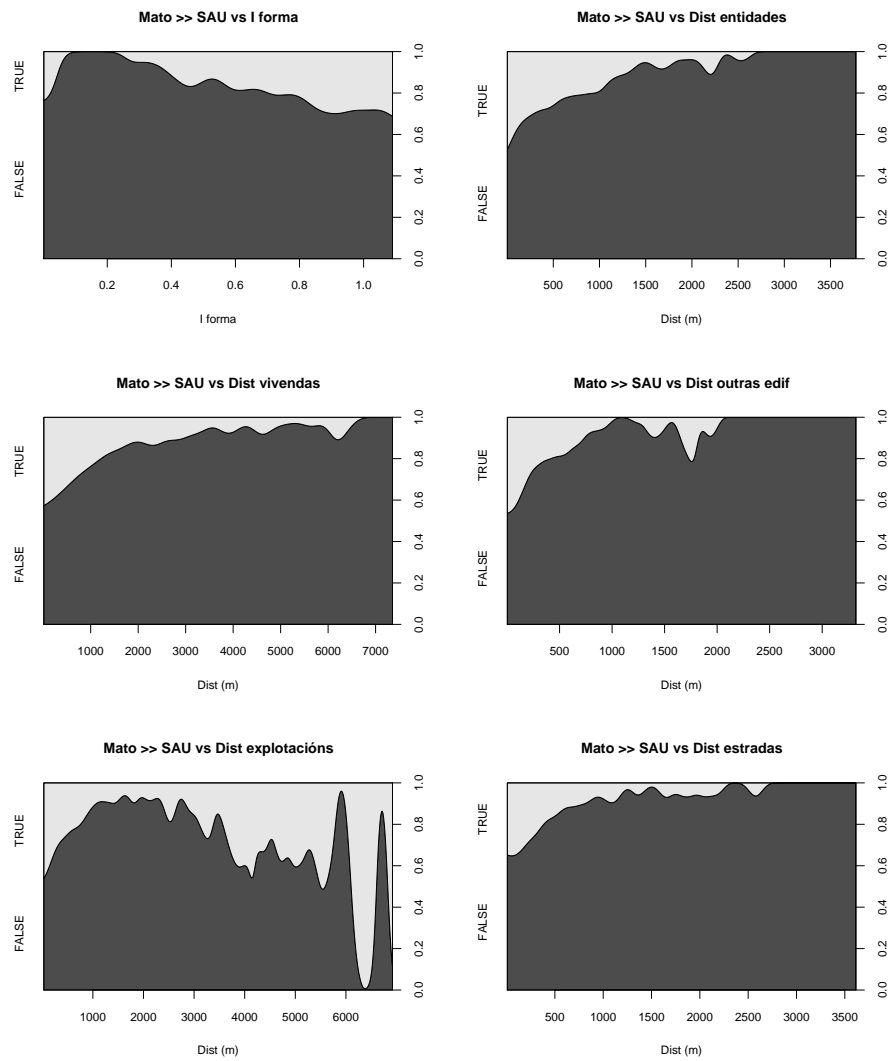 Mato >> SAU vs I forma
FALSE TRUE
0.0 0.2 0.4 0.6 0.8 1.0
0.2 0.4 0.6 0.8 1.0
I forma
Mato >> SAU vs Dist entidades
FALSE TRUE
0.0 0.2 0.4 0.6 0.8 1.0
500 1000 1500 2000 2500 3000 3500
Dist (m)
Mato >> SAU vs Dist vivendas
FALSE TRUE
0.0 0.2 0.4 0.6 0.8 1.0
1000 2000 3000 4000 5000 6000 7000
Dist (m)
Mato >> SAU vs Dist outras edif
FALSE TRUE
0.0 0.2 0.4 0.6 0.8 1.0
500 1000 1500 2000 2500 3000
Dist (m)
Mato >> SAU vs Dist explotacións
FALSE TRUE
0.0 0.2 0.4 0.6 0.8 1.0
1000 2000 3000 4000 5000 6000
Dist (m)
Mato >> SAU vs Dist estradas
FALSE TRUE
0.0 0.2 0.4 0.6 0.8 1.0
500 1000 1500 2000 2500 3000 3500
Dist (m)